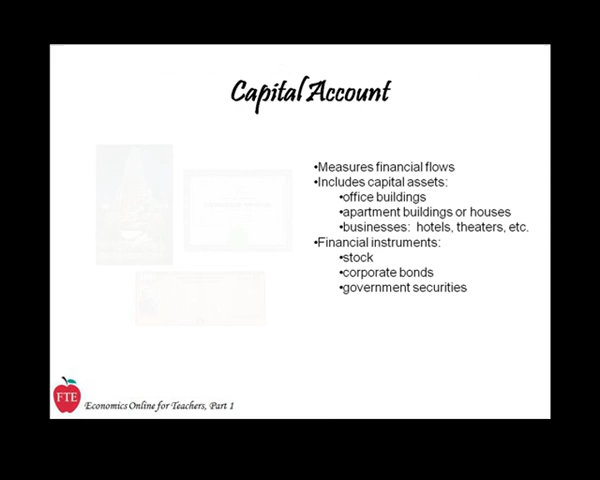 Capital Account
•Measures financial flows
•Includes capital assets:
•office buildings
•apartment buildings or houses
•businesses: hotels, theaters, etc.
•Financial instruments:
•stock
•corporate bonds
•government securities
FTE
Economics Online for Teachers, Part 1